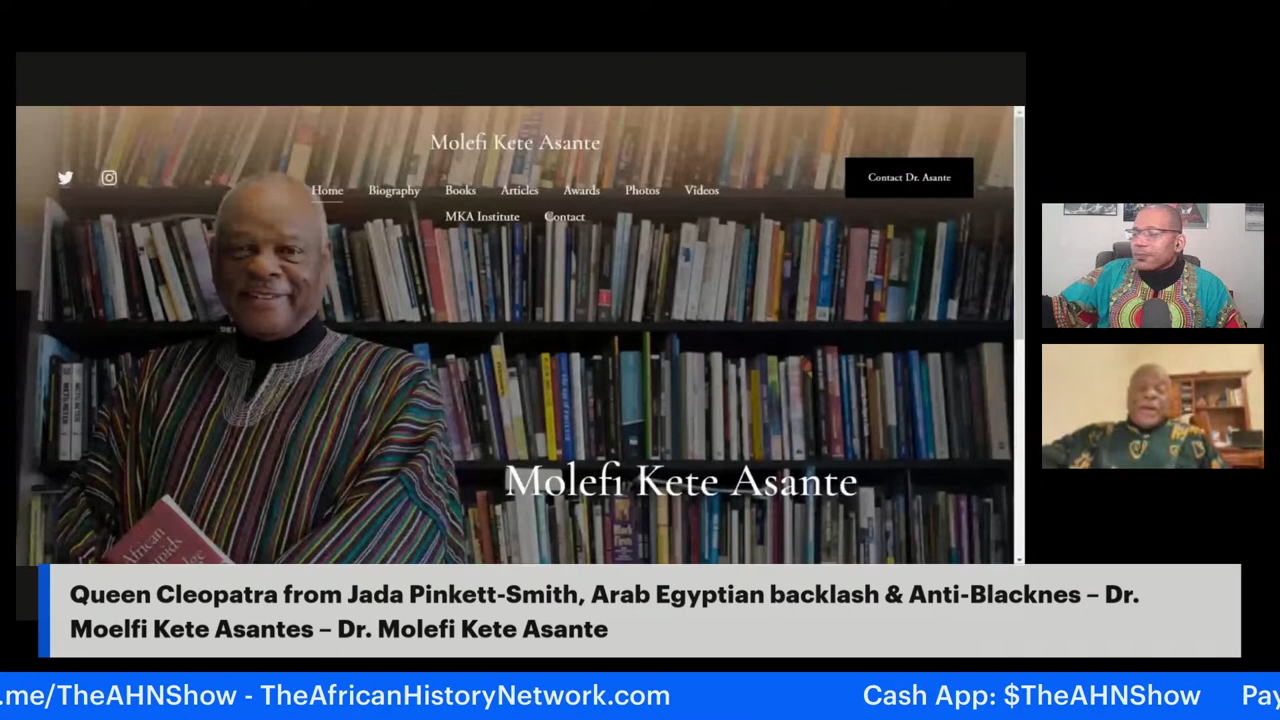 Molefi Kete Asante
Home Biography Books Articles Awards Photos Videos
MKA Institute Contact
Contact Dr. Asante
Molefi Kete Asante
African
Queen Cleopatra from Jada Pinkett-Smith, Arab Egyptian backlash & Anti-Blacknes – Dr.
Moelfi Kete Asantes – Dr. Molefi Kete Asante
.me/TheAHNShow - TheAfricanHistoryNetwork.com Cash App: $TheAHNShow Pay